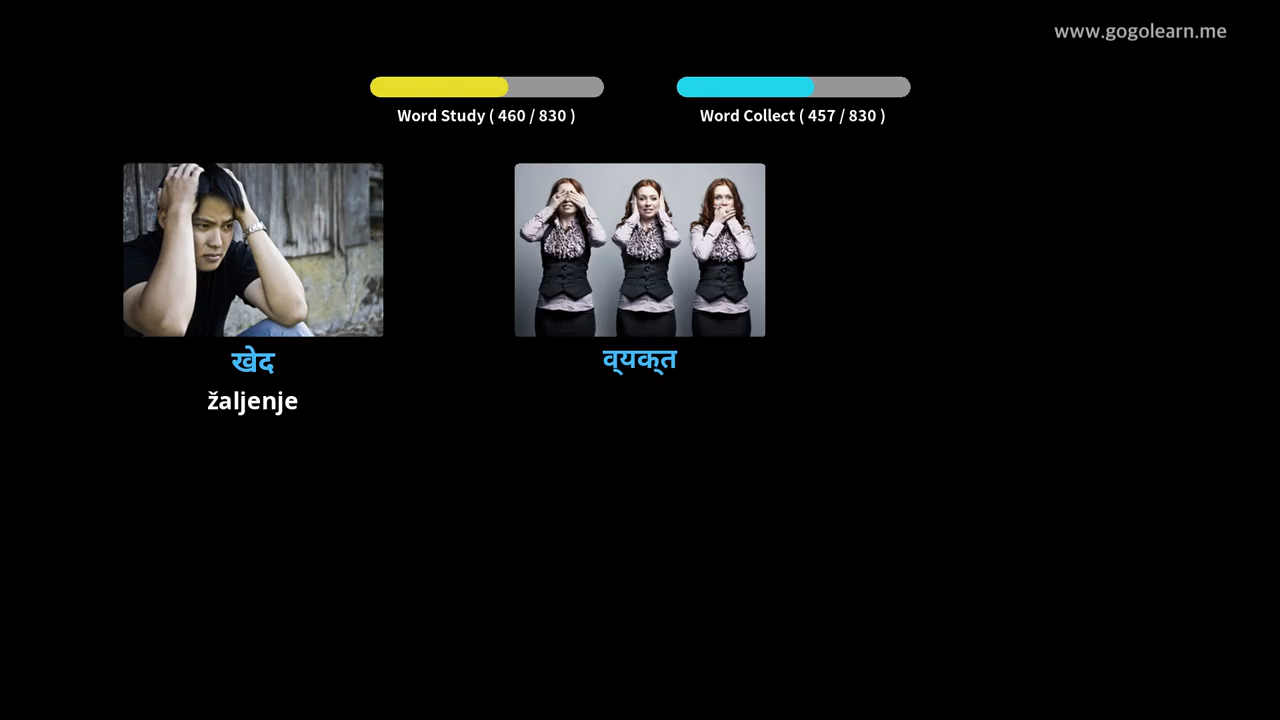 www.gogolearn.me
Word Study ( 460 / 830 )
Word Collect ( 457 / 830 )
खेद
žaljenje
व्यक्त